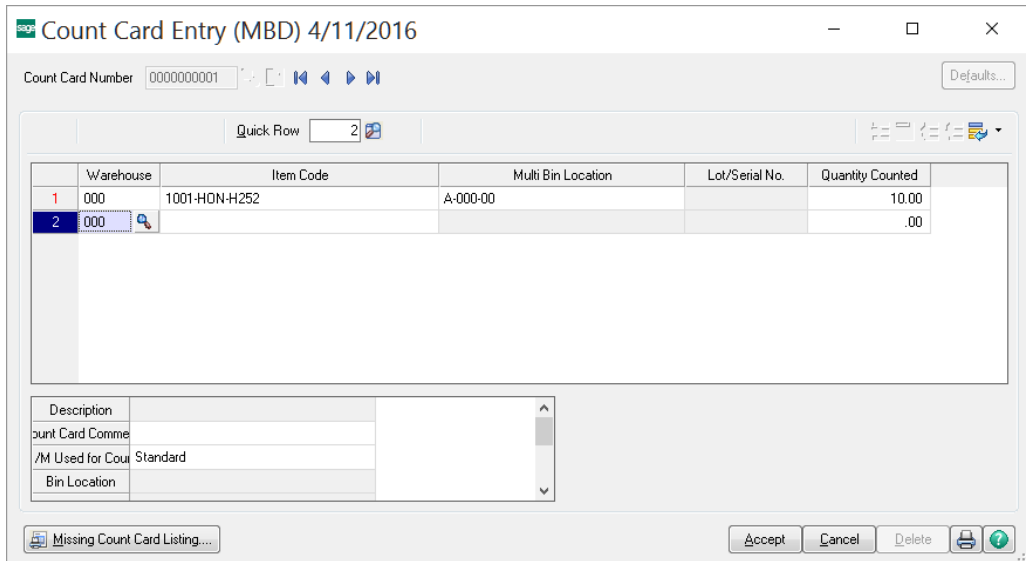 sage Count Card Entry (MBD) 4/11/2016
Count Card Number 0000000001 Defaults...
Quick Row 2
Warehouse Item Code Multi Bin Location Lot/Serial No. Quantity Counted
1 000 1001-HON-H252 A-000-00 10.00
2 000 .00
Description
ount Card Comme
/M Used for Cour Standard
Bin Location
Missing Count Card Listing.... Accept Cancel Delete